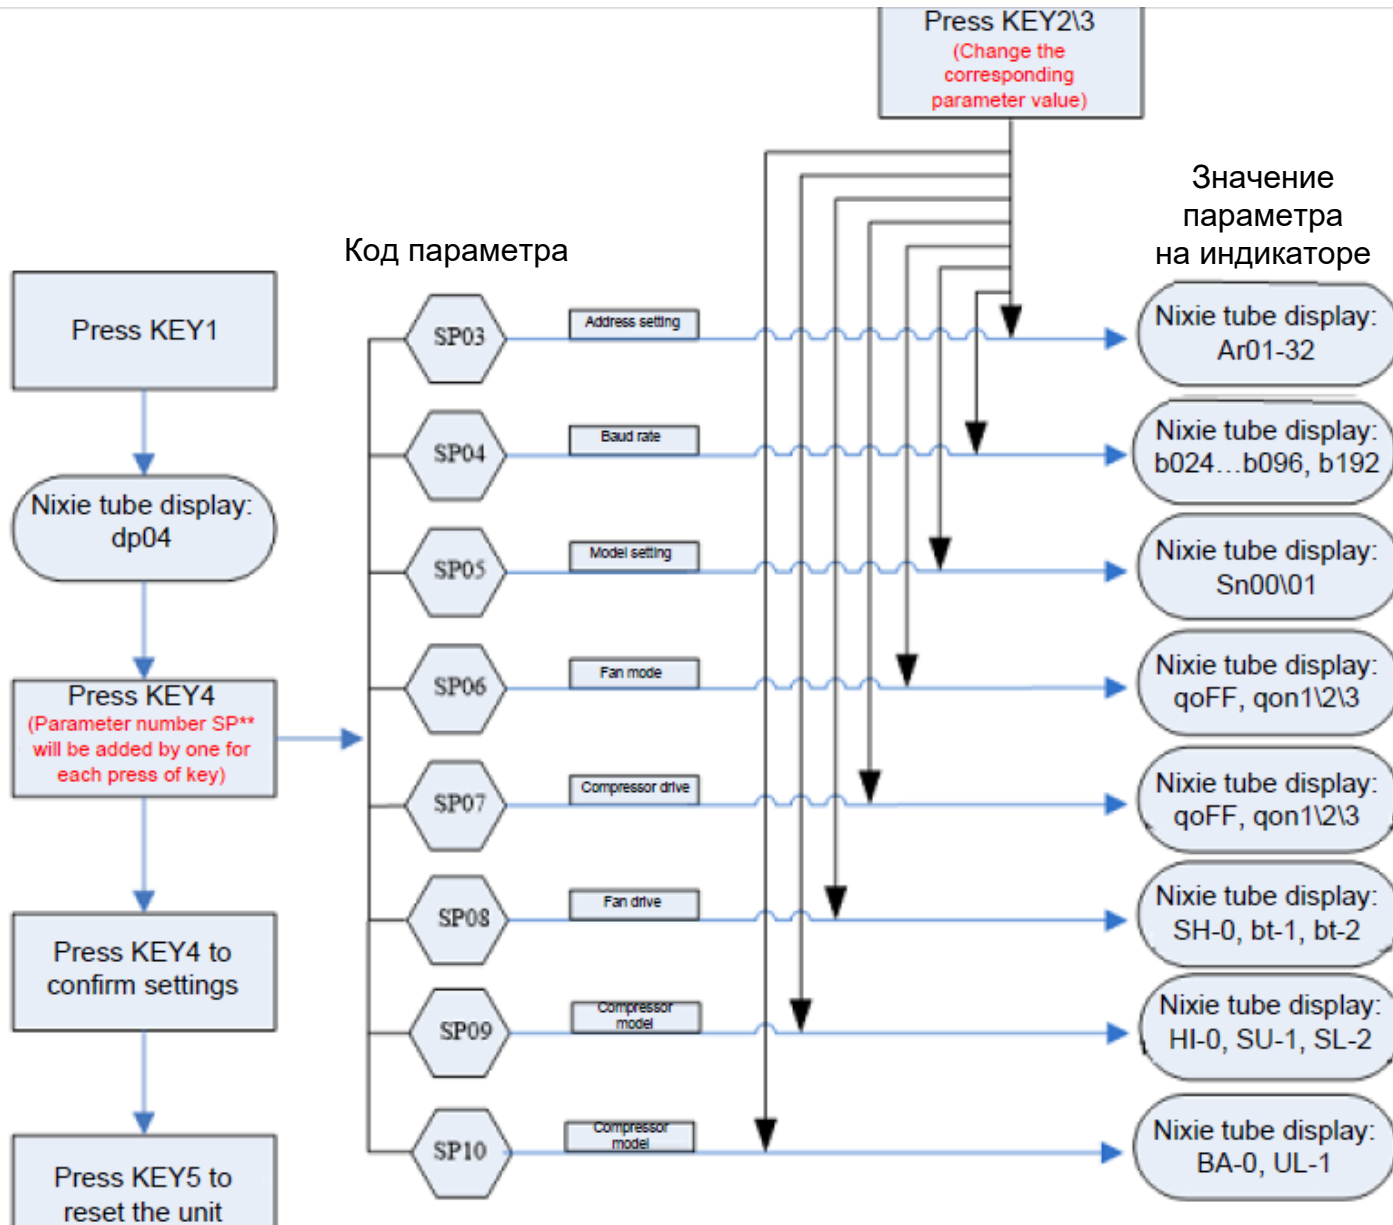 Press KEY2\3
(Change the
corresponding
parameter value)
Значение
параметра
на индикаторе
Код параметра
Press KEY1
Nixie tube display:
dp04
Press KEY4
(Parameter number SP**
will be added by one for
each press of key)
Press KEY4 to
confirm settings
Press KEY5 to
reset the unit
SP03
Address setting
Nixie tube display:
Ar01-32
SP04
Baud rate
Nixie tube display:
b024...b096, b192
SP05
Model setting
Nixie tube display:
Sn00\01
SP06
Fan mode
Nixie tube display:
qoFF, qon1\2\3
SP07
Compressor drive
Nixie tube display:
qoFF, qon1\2\3
SP08
Fan drive
Nixie tube display:
SH-0, bt-1, bt-2
SP09
Compressor
model
Nixie tube display:
HI-0, SU-1, SL-2
SP10
Compressor
model
Nixie tube display:
BA-0, UL-1